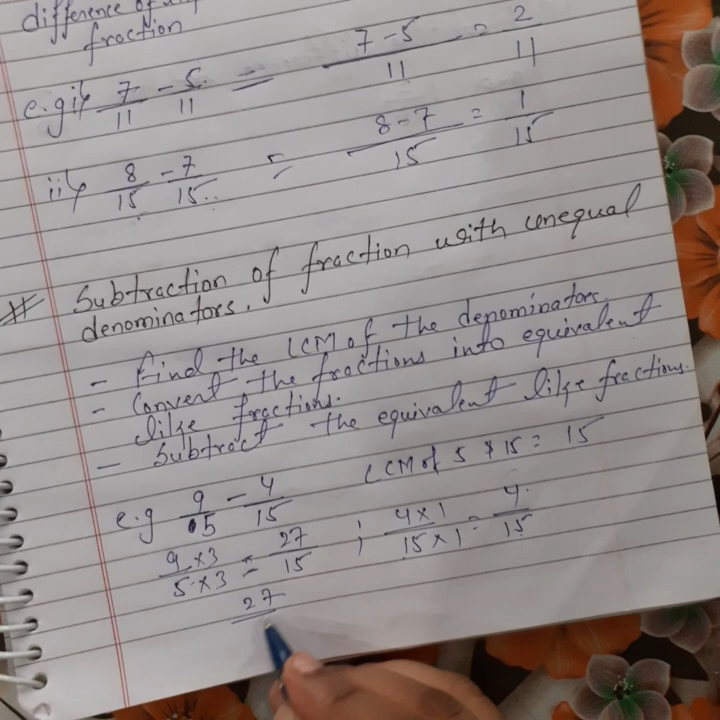 difference of
fraction
e.g i) 7/11 - 5/11 = 7-5/11 = 2/11
ii) 8/15 - 7/15 = 8-7/15 = 1/15
# Subtraction of fraction with unequal
denominators.
- Find the LCM of the denominators.
- Convert the fractions into equivalent
like fractions.
- Subtract the equivalent like fractions.
e.g 9/5 - 4/15 LCM of 5 & 15 = 15
9×3/5×3 = 27/15 ; 4×1/15×1 = 4/15
27